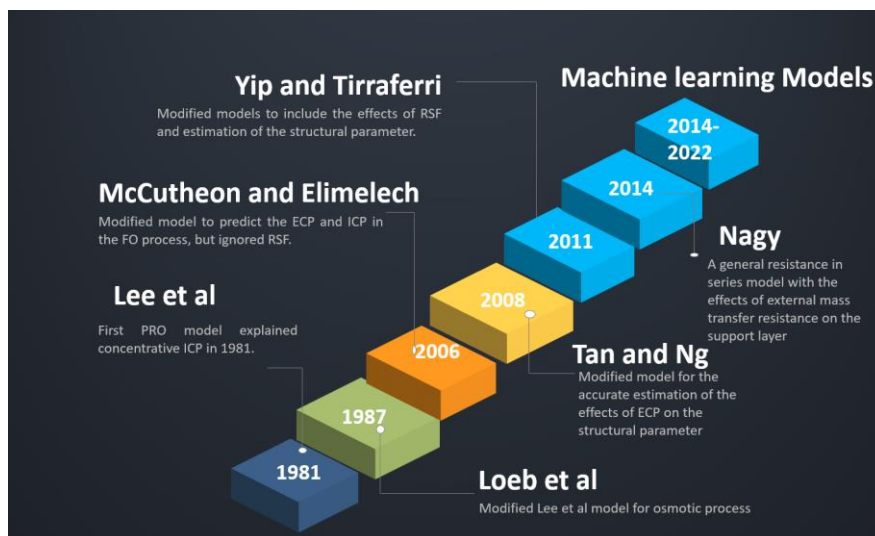 Yip and Tirraferri
Modified models to include the effects of RSF
and estimation of the structural parameter.
Machine learning Models
2014-
2022
McCutheon and Elimelech
Modified model to predict the ECP and ICP in
the FO process, but ignored RSF.
2014
2011
Nagy
A general resistance in
series model with the
effects of external mass
transfer resistance on the
support layer
Lee et al
First PRO model explained
concentrative ICP in 1981.
2008
2006
Tan and Ng
Modified model for the
accurate estimation of the
effects of ECP on the
structural parameter
1987
1981
Loeb et al
Modified Lee et al model for osmotic process